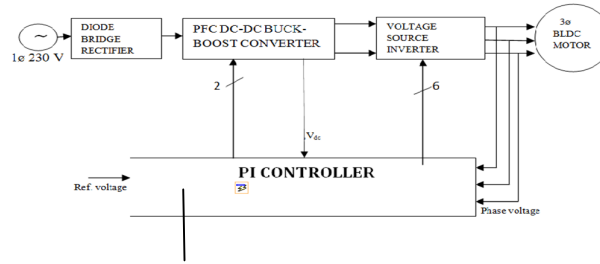 1ø 230 V
DIODE
BRIDGE
RECTIFIER
PFC DC-DC BUCK-
BOOST CONVERTER
VOLTAGE
SOURCE
INVERTER
3ø
BLDC
MOTOR
2
6
Vdc
PI CONTROLLER
Ref. voltage
Phase voltage